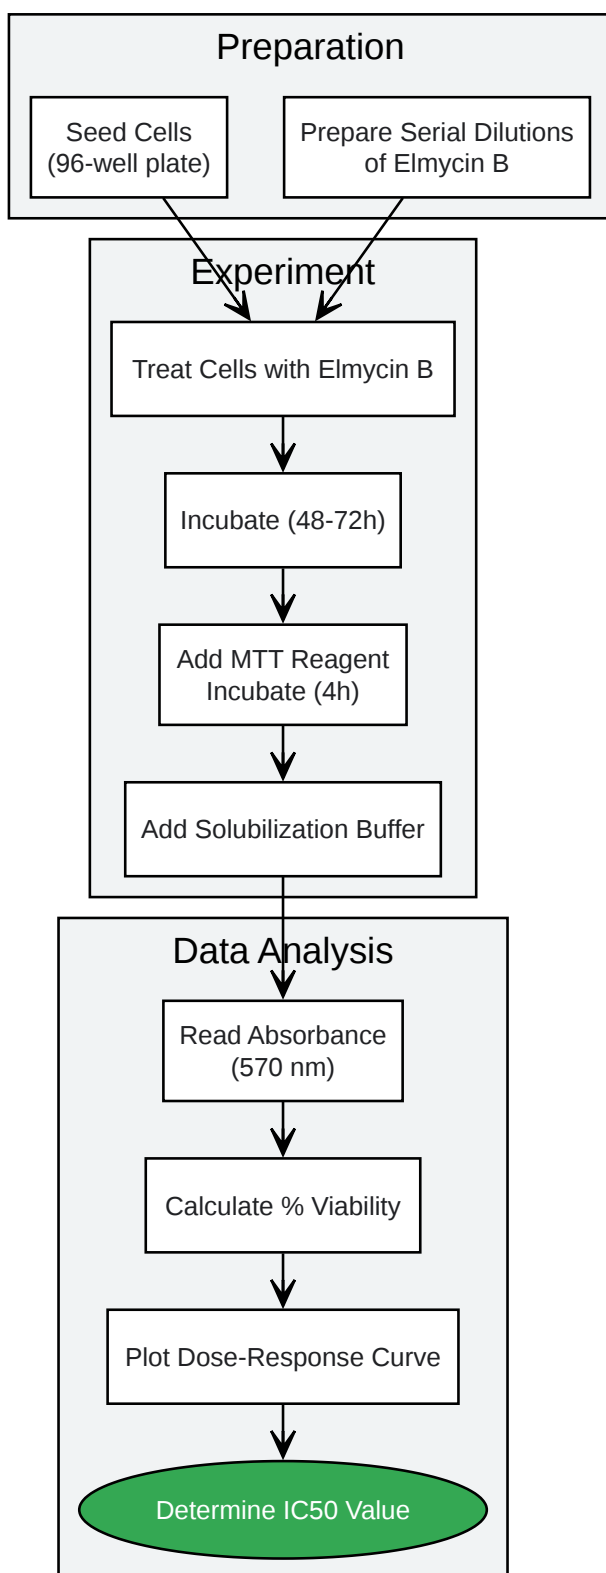 Preparation
Seed Cells
(96-well plate)
Prepare Serial Dilutions
of Elmycin B
Experiment
Treat Cells with Elmycin B
Incubate (48-72h)
Add MTT Reagent
Incubate (4h)
Add Solubilization Buffer
Data Analysis
Read Absorbance
(570 nm)
Calculate % Viability
Plot Dose-Response Curve
Determine IC50 Value